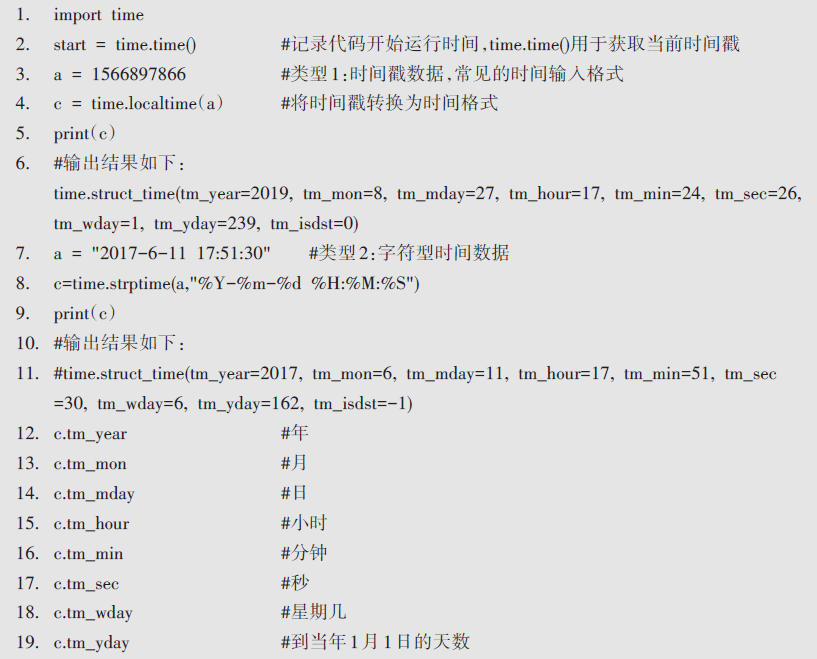 1. import time
2. start = time.time() #记录代码开始运行时间,time.time()用于获取当前时间戳
3. a = 1566897866 #类型1:时间戳数据,常见的时间输入格式
4. c = time.localtime(a) #将时间戳转换为时间格式
5. print(c)
6. #输出结果如下:
time.struct_time(tm_year=2019, tm_mon=8, tm_mday=27, tm_hour=17, tm_min=24, tm_sec=26,
tm_wday=1, tm_yday=239, tm_isdst=0)
7. a = "2017-6-11 17:51:30" #类型2:字符型时间数据
8. c=time.strptime(a,"%Y-%m-%d %H:%M:%S")
9. print(c)
10. #输出结果如下:
11. #time.struct_time(tm_year=2017, tm_mon=6, tm_mday=11, tm_hour=17, tm_min=51, tm_sec
=30, tm_wday=6, tm_yday=162, tm_isdst=-1)
12. c.tm_year #年
13. c.tm_mon #月
14. c.tm_mday #日
15. c.tm_hour #小时
16. c.tm_min #分钟
17. c.tm_sec #秒
18. c.tm_wday #星期几
19. c.tm_yday #到当年1月1日的天数